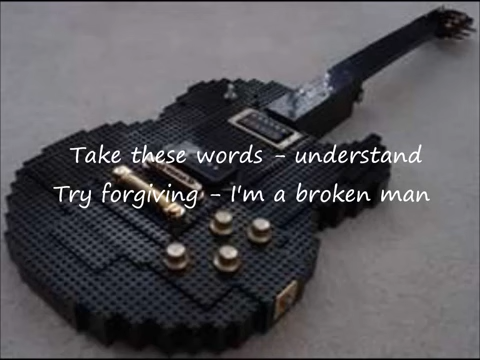 Take these words - understand
Try forgiving - I'm a broken man